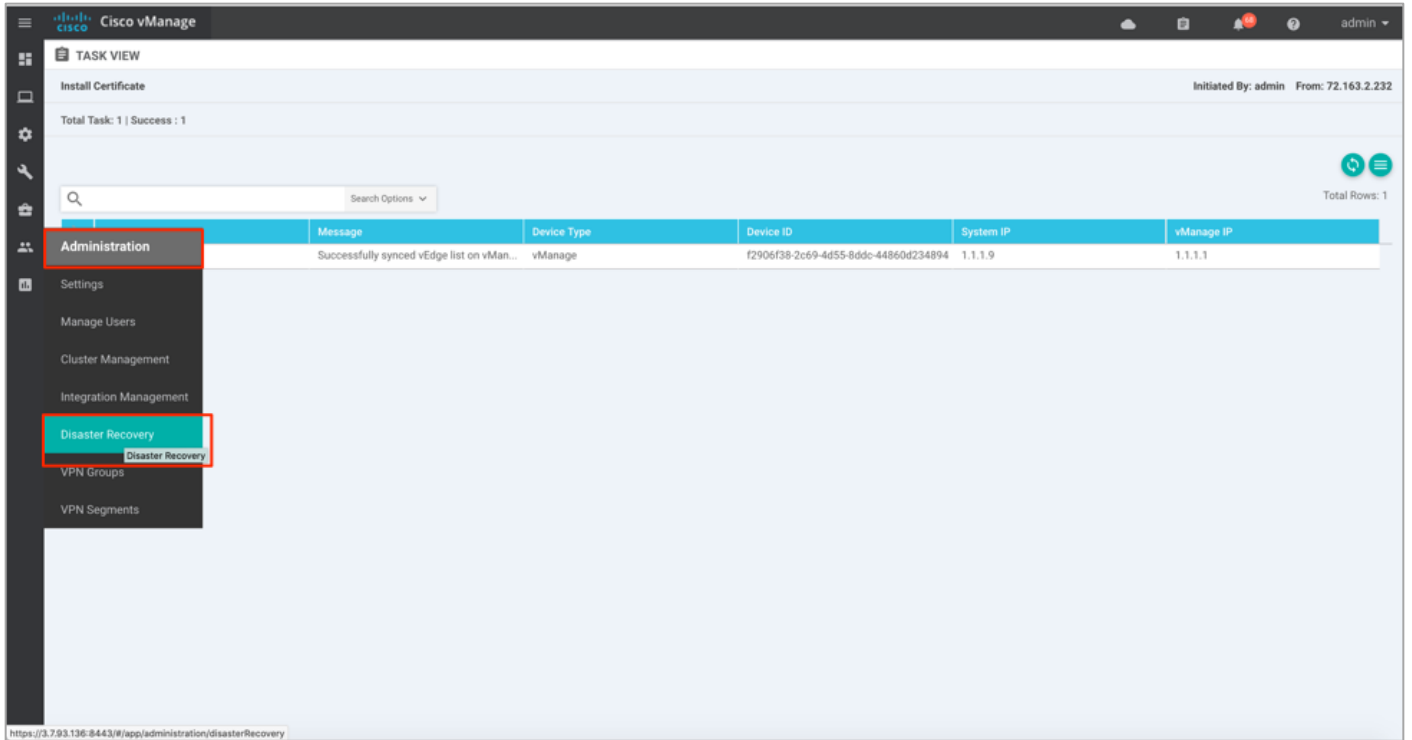 cisco Cisco vManage
68
admin
TASK VIEW
Install Certificate
Initiated By: admin From: 72.163.2.232
Total Task: 1 | Success : 1
Search Options
Total Rows: 1
Message Device Type Device ID System IP vManage IP
Successfully synced vEdge list on vMan... vManage f2906f38-2c69-4d55-8ddc-44860d234894 1.1.1.9 1.1.1.1
Administration
Settings
Manage Users
Cluster Management
Integration Management
Disaster Recovery
Disaster Recovery
VPN Groups
VPN Segments
https://3.7.93.136:8443/#/app/administration/disasterRecovery